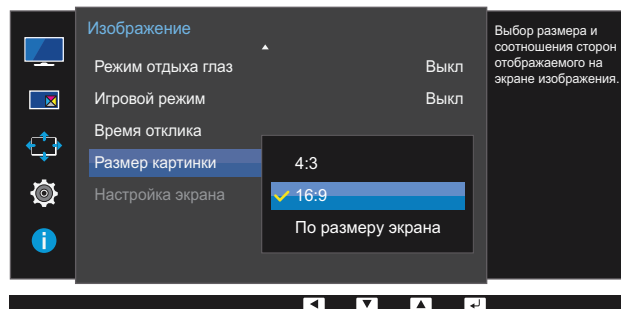 Изображение
Режим отдыха глаз Выкл
Игровой режим Выкл
Время отклика
Размер картинки
Настройка экрана
4:3
16:9
По размеру экрана
Выбор размера и
соотношения сторон
отображаемого на
экране изображения.